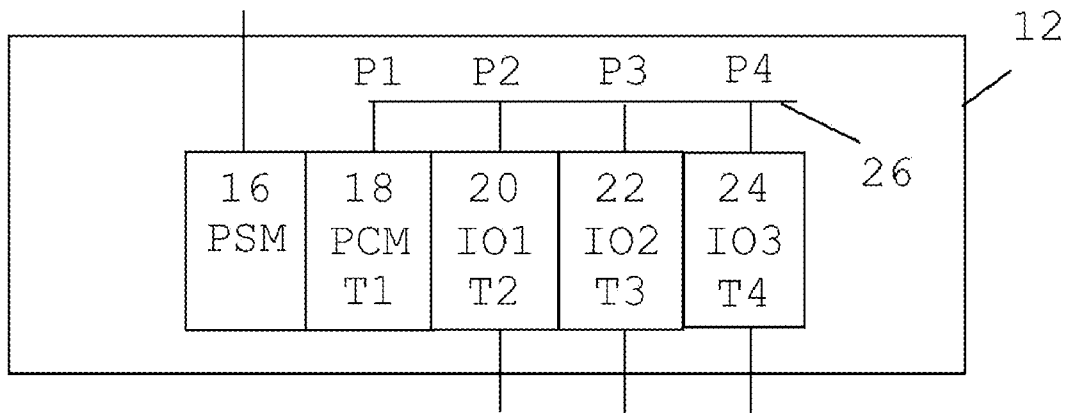 12
P1 P2 P3 P4
26
16 18 20 22 24
PSM PCM IO1 IO2 IO3
T1 T2 T3 T4